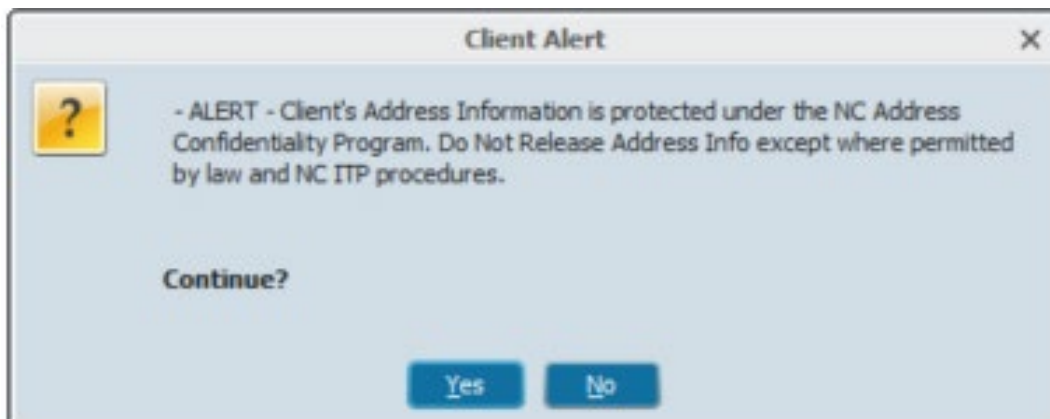 Client Alert
?
- ALERT - Client's Address Information is protected under the NC Address
Confidentiality Program. Do Not Release Address Info except where permitted
by law and NC ITP procedures.
Continue?
Yes No